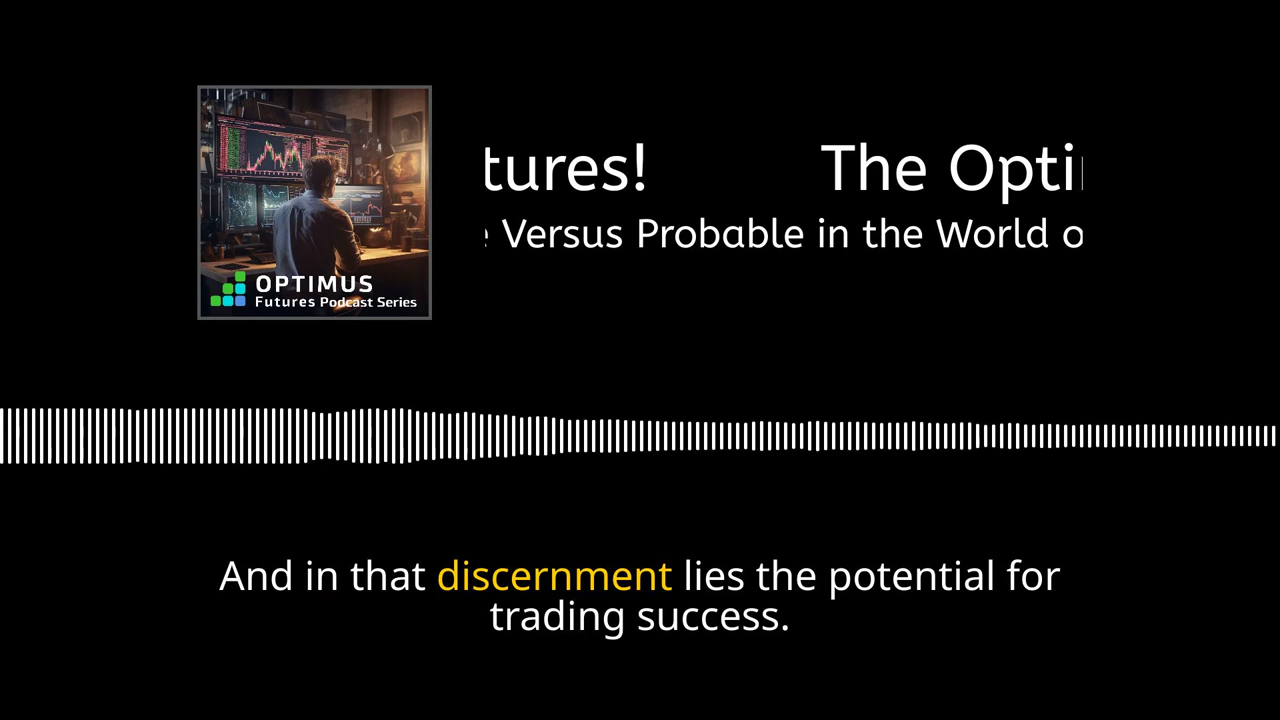 OPTIMUS
Futures Podcast Series
tures! The Opti
Versus Probable in the World o
And in that discernment lies the potential for
trading success.